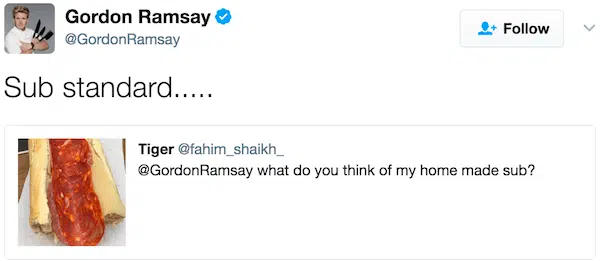 Gordon Ramsay
@GordonRamsay
Follow
Sub standard.....
Tiger @fahim_shaikh_
@GordonRamsay what do you think of my home made sub?